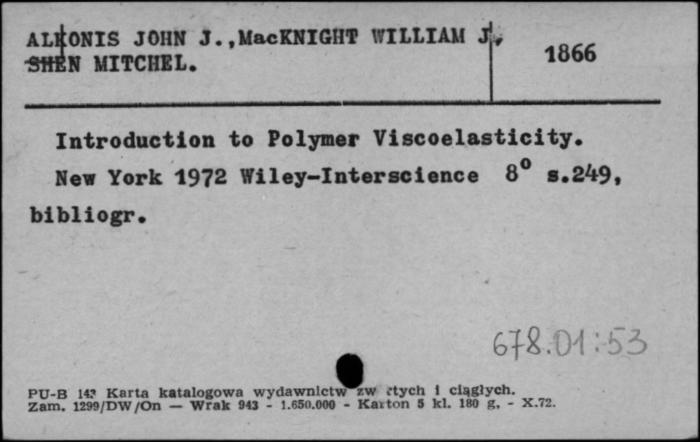 ALKONIS JOHN J.,MacKNIGHT WILLIAM J,
SHEN MITCHEL.
1866
Introduction to Polymer Viscoelasticity.
New York 1972 Wiley-Interscience 8° s.249,
bibliogr.
678.01:53
PU-B Karta katalogowa wydawnictw i ciągłych.
Zam. 1299/DW/On — Wrak 943 - 1.650.000 - Karton 5 kl. 180 g. - X.72.